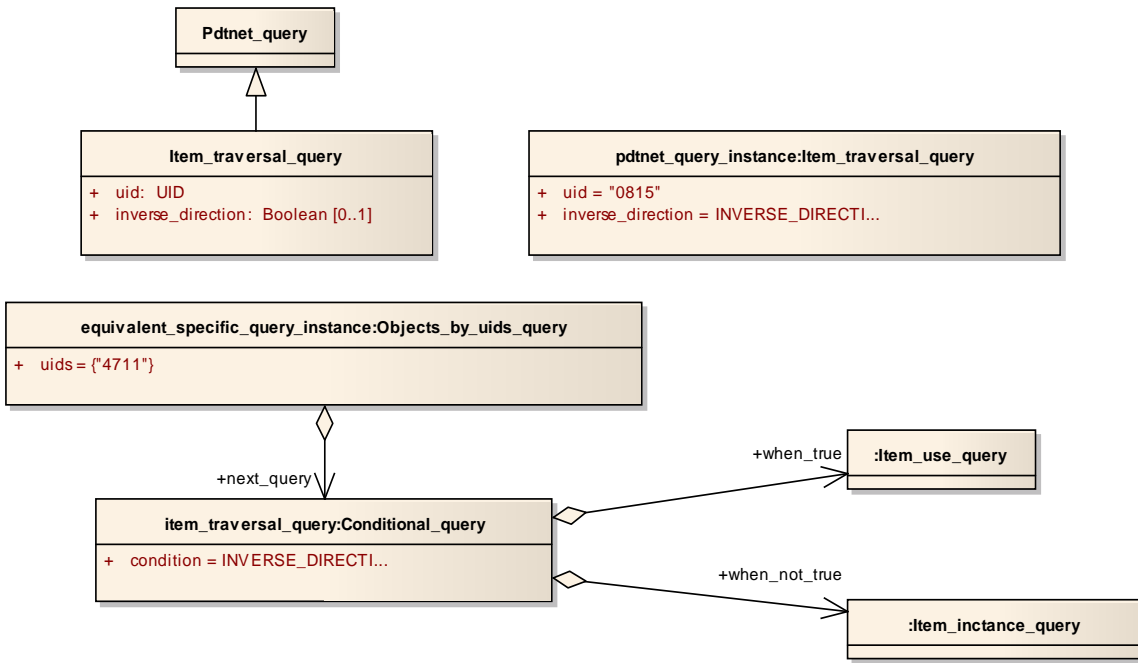 Pdtnet_query
Item_traversal_query
+ uid: UID
+ inverse_direction: Boolean [0..1]
pdtnet_query_instance:Item_traversal_query
+ uid = "0815"
+ inverse_direction = INVERSE_DIRECTI...
equivalent_specific_query_instance:Objects_by_uids_query
+ uids = {"4711"}
+next_query
item_traversal_query:Conditional_query
+ condition = INVERSE_DIRECTI...
+when_true
:Item_use_query
+when_not_true
:Item_inctance_query